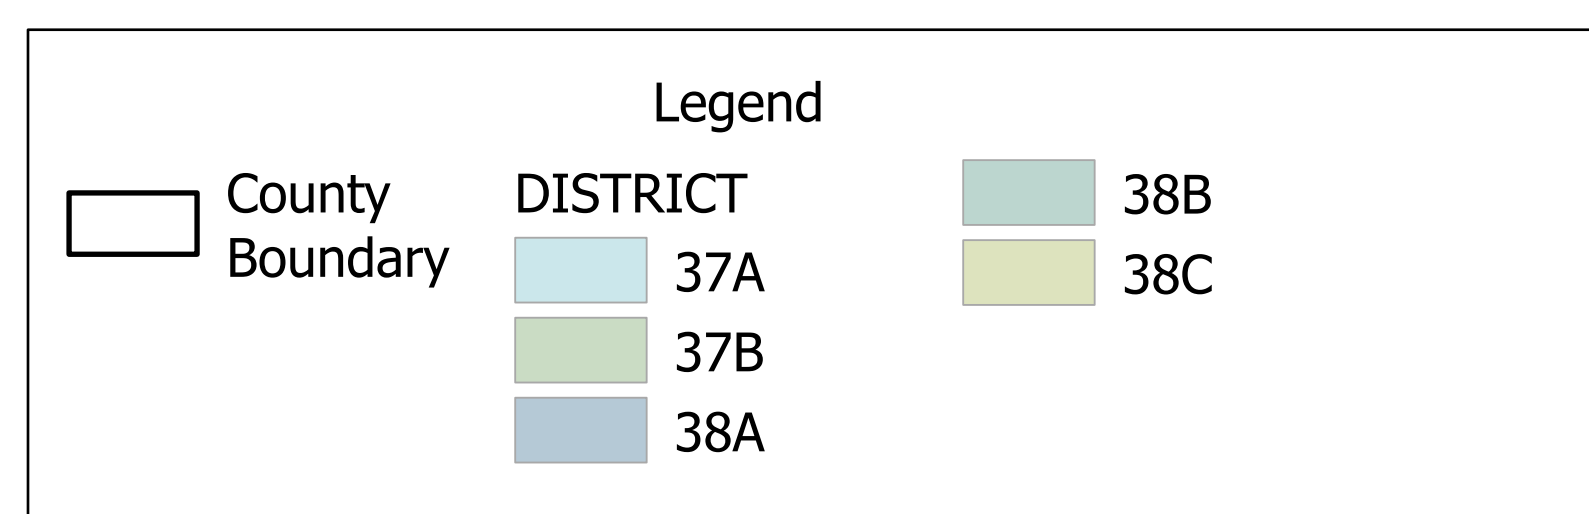 Legend
County
Boundary
DISTRICT
37A
37B
38A
38B
38C